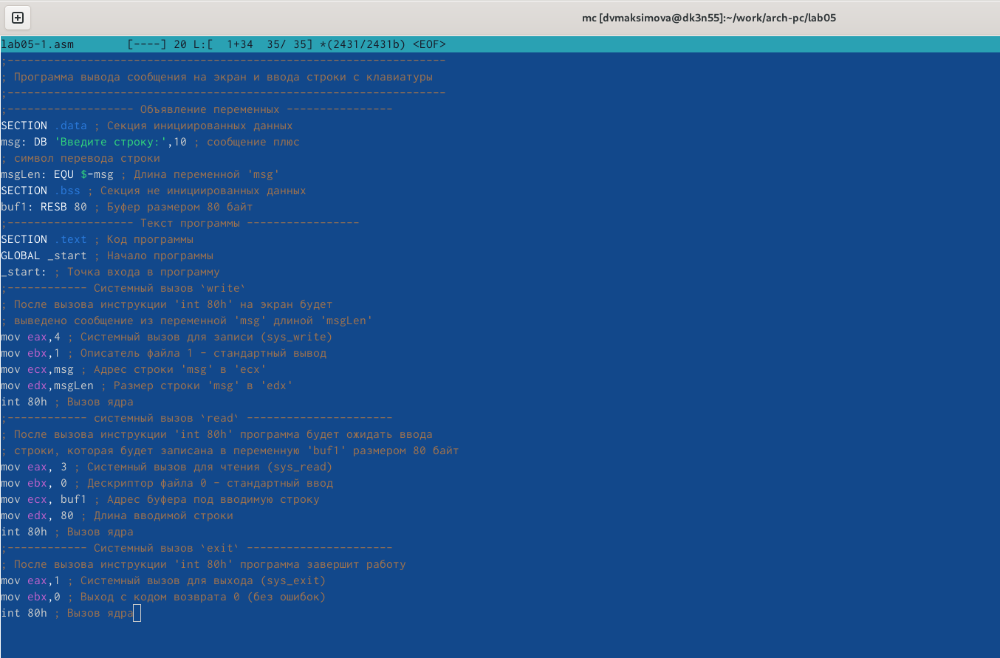 mc [dvmaksimova@dk3n55]:~/work/arch-pc/lab05
lab05-1.asm        [----] 20 L:[  1+34  35/ 35] *(2431/2431b) <EOF>
;------------------------------------------------------------------
; Программа вывода сообщения на экран и ввода строки с клавиатуры
;------------------------------------------------------------------
;------------------- Объявление переменных ----------------
SECTION .data ; Секция инициированных данных
msg: DB 'Введите строку:',10 ; сообщение плюс
; символ перевода строки
msgLen: EQU $-msg ; Длина переменной 'msg'
SECTION .bss ; Секция не инициированных данных
buf1: RESB 80 ; Буфер размером 80 байт
;------------------- Текст программы -----------------
SECTION .text ; Код программы
GLOBAL _start ; Начало программы
_start: ; Точка входа в программу
;------------ Системный вызов `write`
; После вызова инструкции 'int 80h' на экран будет
; выведено сообщение из переменной 'msg' длиной 'msgLen'
mov eax,4 ; Системный вызов для записи (sys_write)
mov ebx,1 ; Описатель файла 1 - стандартный вывод
mov ecx,msg ; Адрес строки 'msg' в 'ecx'
mov edx,msgLen ; Размер строки 'msg' в 'edx'
int 80h ; Вызов ядра
;------------ системный вызов `read` ----------------------
; После вызова инструкции 'int 80h' программа будет ожидать ввода
; строки, которая будет записана в переменную 'buf1' размером 80 байт
mov eax, 3 ; Системный вызов для чтения (sys_read)
mov ebx, 0 ; Дескриптор файла 0 - стандартный ввод
mov ecx, buf1 ; Адрес буфера под вводимую строку
mov edx, 80 ; Длина вводимой строки
int 80h ; Вызов ядра
;------------ Системный вызов `exit` ----------------------
; После вызова инструкции 'int 80h' программа завершит работу
mov eax,1 ; Системный вызов для выхода (sys_exit)
mov ebx,0 ; Выход с кодом возврата 0 (без ошибок)
int 80h ; Вызов ядра